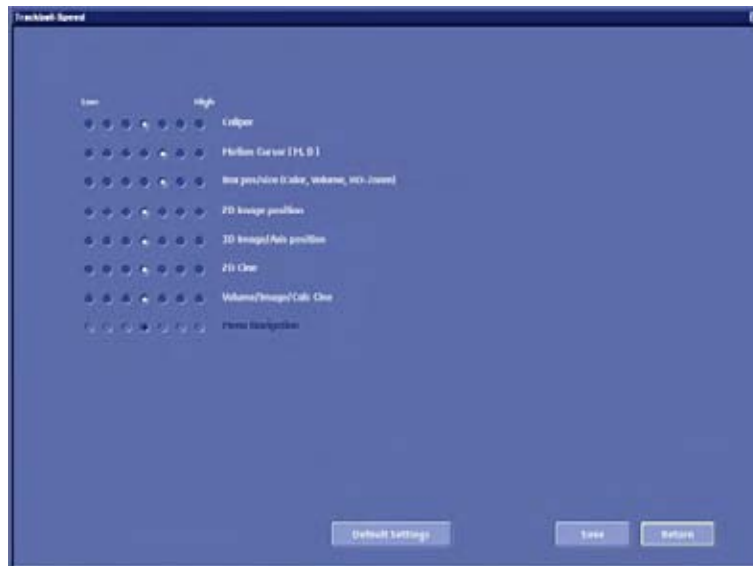 Trackball-Speed
Low High
Caliper
Motion Cursor [M, D]
Box pos/size (Color, Volume, HD-Zoom)
2D Image position
3D Image/Axis position
2D Cine
Volume/Image/Calc Cine
Menu Navigation
Default Settings Save Return